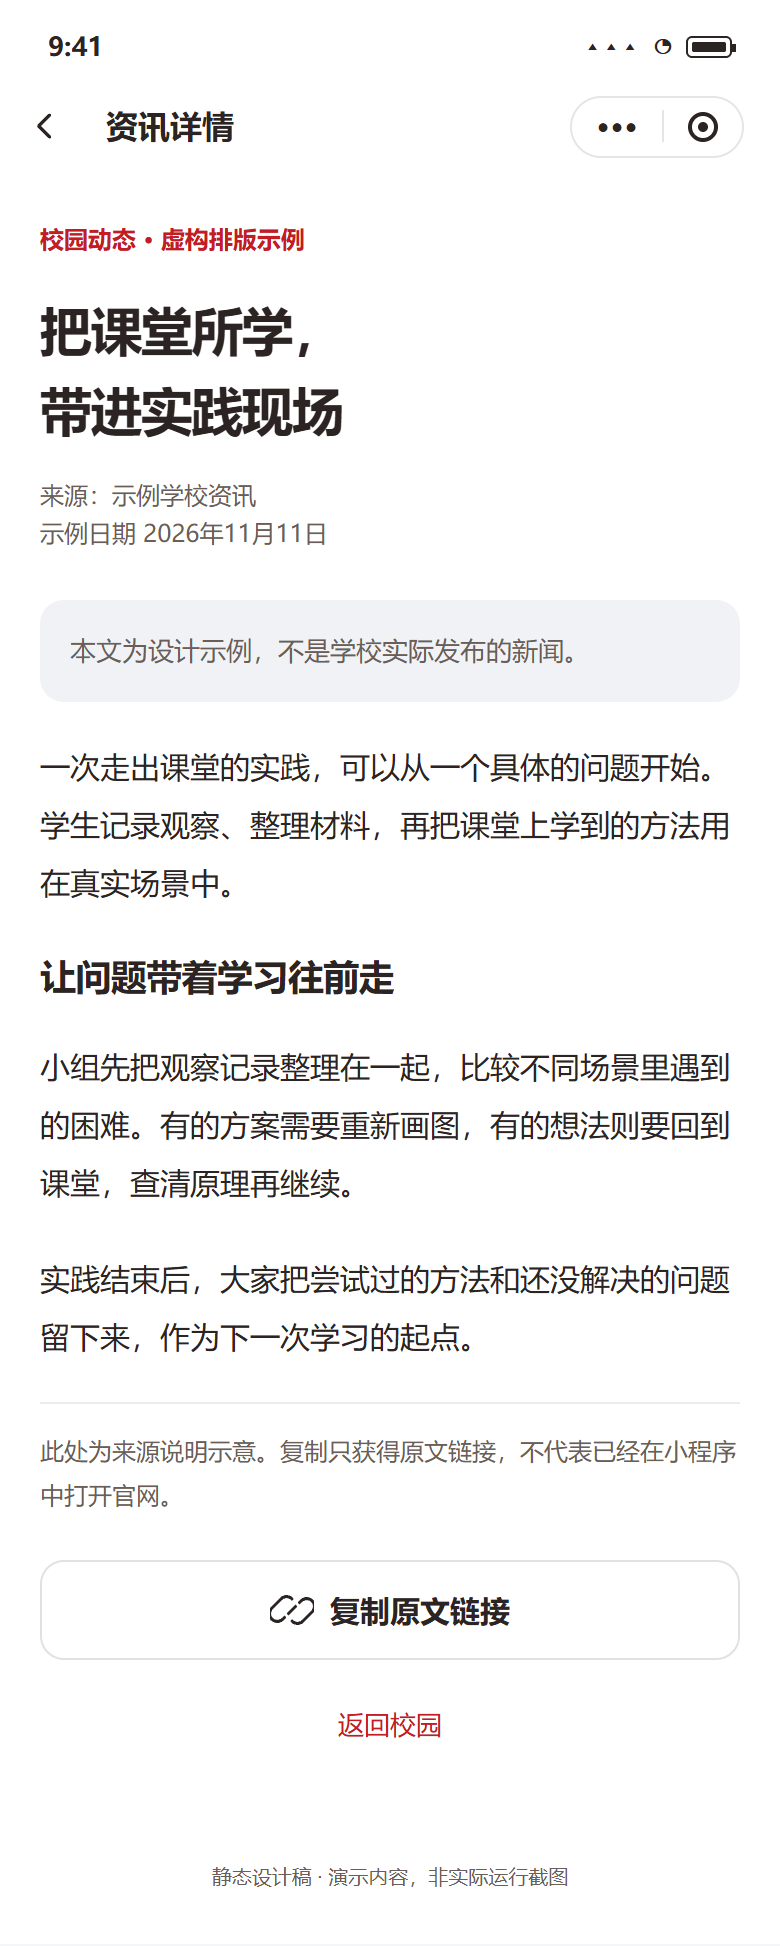 9:41
资讯详情
校园动态 · 虚构排版示例
把课堂所学，
带进实践现场
来源：示例学校资讯
示例日期 2026年11月11日
本文为设计示例，不是学校实际发布的新闻。
一次走出课堂的实践，可以从一个具体的问题开始。
学生记录观察、整理材料，再把课堂上学到的方法用
在真实场景中。
让问题带着学习往前走
小组先把观察记录整理在一起，比较不同场景里遇到
的困难。有的方案需要重新画图，有的想法则要回到
课堂，查清原理再继续。
实践结束后，大家把尝试过的方法和还没解决的问题
留下来，作为下一次学习的起点。
此处为来源说明示意。复制只获得原文链接，不代表已经在小程序
中打开官网。
复制原文链接
返回校园
静态设计稿 · 演示内容，非实际运行截图